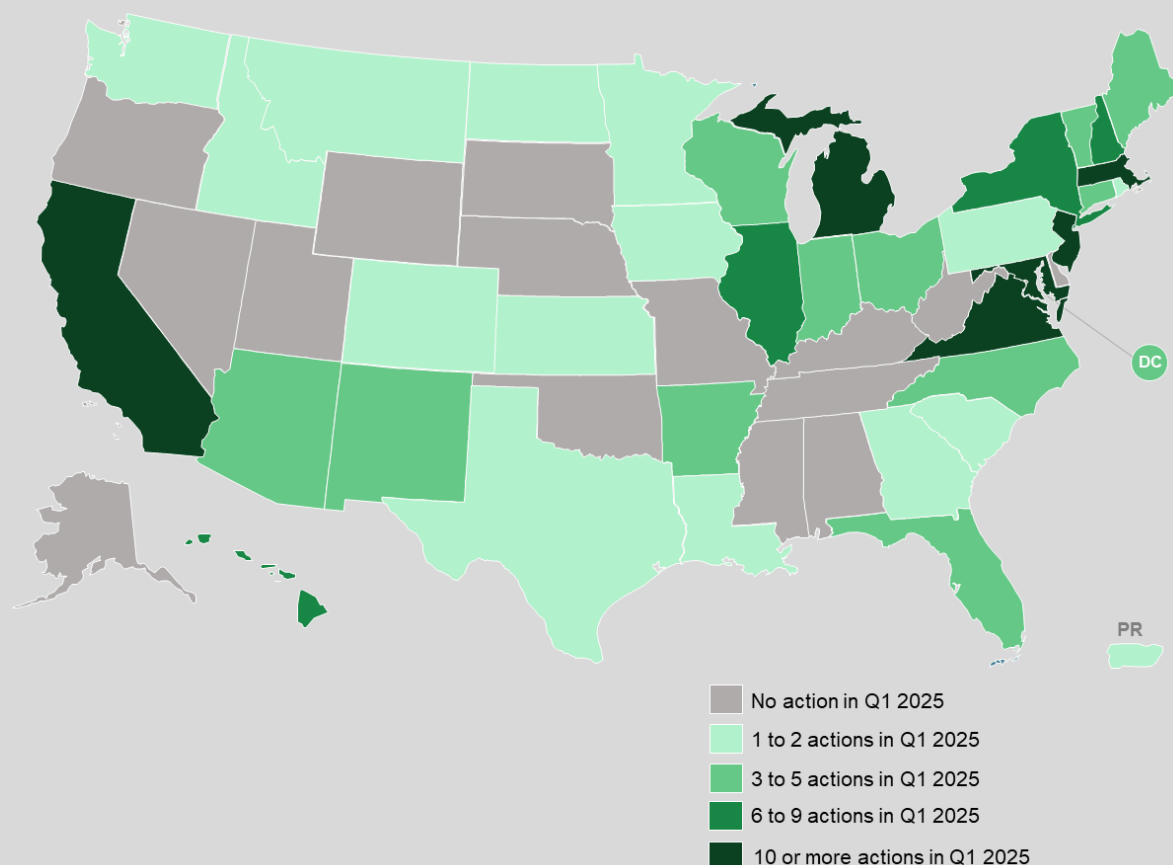 DC
PR
No action in Q1 2025
1 to 2 actions in Q1 2025
3 to 5 actions in Q1 2025
6 to 9 actions in Q1 2025
10 or more actions in Q1 2025